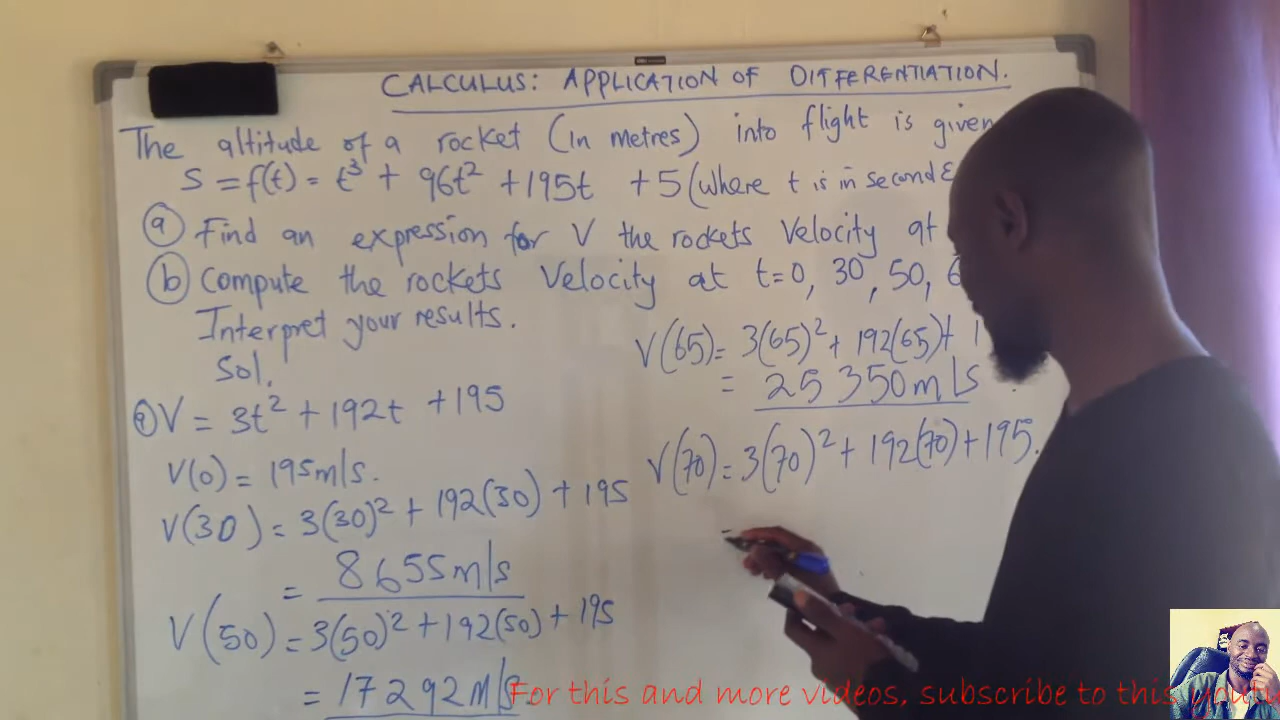 CALCULUS: APPLICATION OF DIFFERENTIATION.
The altitude of a rocket (in metres) into flight is given
S = f(t) = t³ + 96t² + 195t + 5 (where t is in second
ⓐ Find an expression for V the rockets velocity at
ⓑ Compute the rockets velocity at t=0, 30, 50, 6
Interpret your results.
Sol.
ⓐ V = 3t² + 192t + 195
V(0) = 195m/s.
V(30) = 3(30)² + 192(30) + 195
= 8655m/s
V(50) = 3(50)² + 192(50) + 195
= 17292m/s.
V(65) = 3(65)² + 192(65) + 1
= 25350m/s.
V(70) = 3(70)² + 192(70) + 195.
=
For this and more videos, subscribe to this